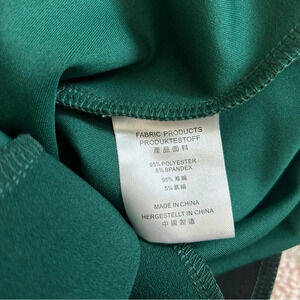 FABRIC PRODUCTS
PRODUKTESTOFF
產品面料
95% POLYESTER
5% SPANDEX
95%
5%
MADE IN CHINA
HERGESTELLT IN CHINA
中國製造